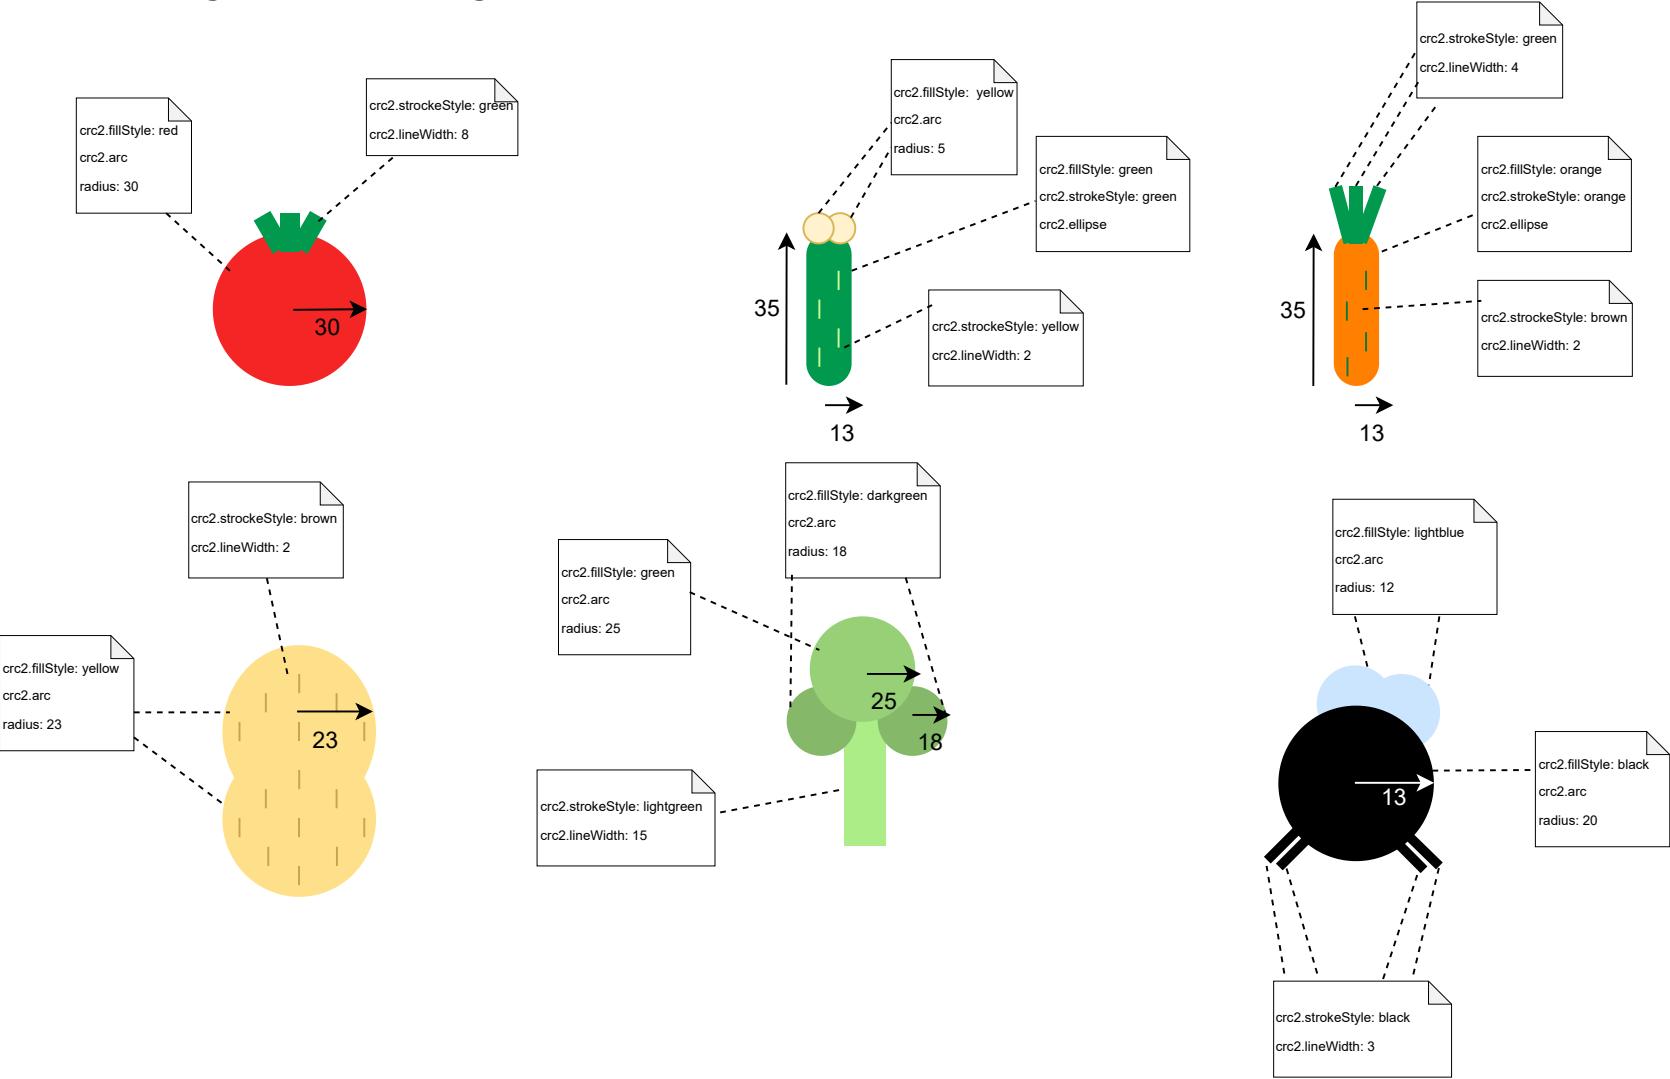 crc2.fillStyle: red
crc2.arc
radius: 30
crc2.strockeStyle: green
crc2.lineWidth: 8
30
crc2.fillStyle:  yellow
crc2.arc
radius: 5
crc2.fillStyle: green
crc2.strokeStyle: green
crc2.ellipse
crc2.strockeStyle: yellow
crc2.lineWidth: 2
35
13
crc2.strokeStyle: green
crc2.lineWidth: 4
crc2.fillStyle: orange
crc2.strokeStyle: orange
crc2.ellipse
crc2.strockeStyle: brown
crc2.lineWidth: 2
35
13
crc2.strockeStyle: brown
crc2.lineWidth: 2
crc2.fillStyle: yellow
crc2.arc
radius: 23
23
crc2.fillStyle: darkgreen
crc2.arc
radius: 18
crc2.fillStyle: green
crc2.arc
radius: 25
25
18
crc2.strokeStyle: lightgreen
crc2.lineWidth: 15
crc2.fillStyle: lightblue
crc2.arc
radius: 12
crc2.fillStyle: black
crc2.arc
radius: 20
13
crc2.strokeStyle: black
crc2.lineWidth: 3